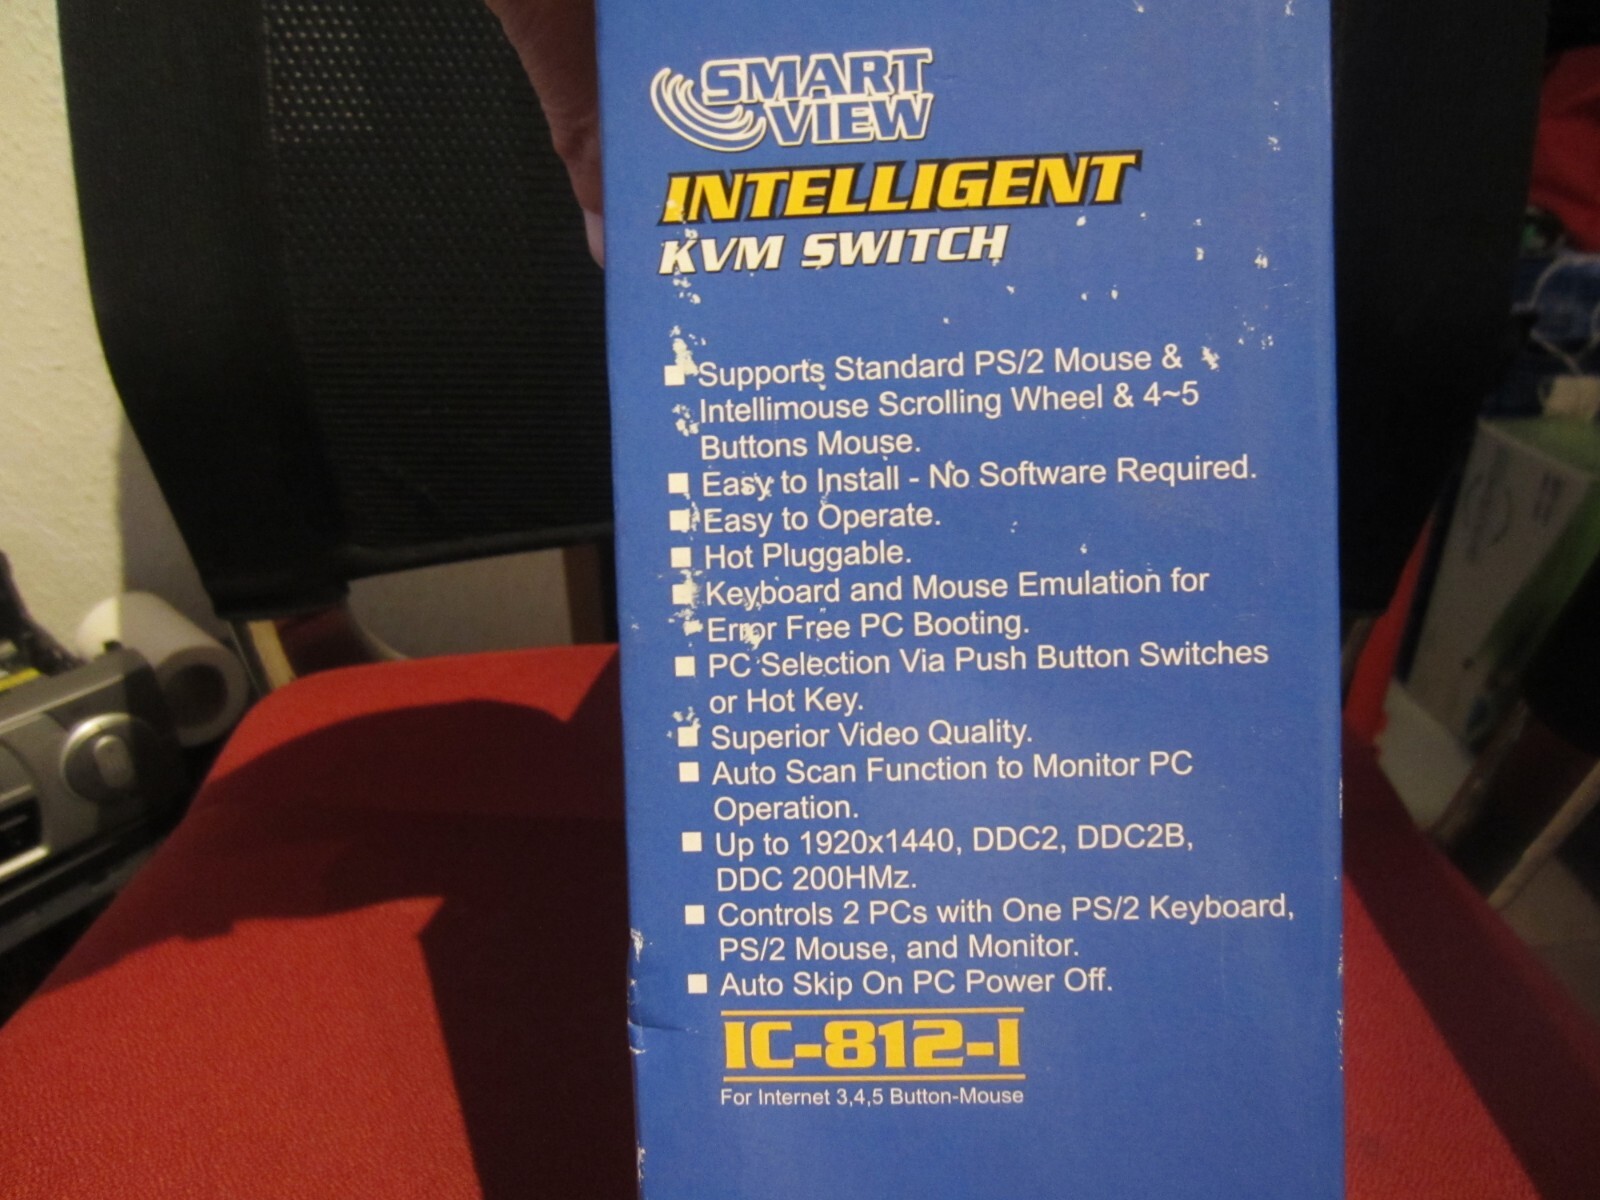 SMART
VIEW
INTELLIGENT
KVM SWITCH
Supports Standard PS/2 Mouse &
Intellimouse Scrolling Wheel & 4~5
Buttons Mouse.
Easy to Install - No Software Required.
Easy to Operate.
Hot Pluggable.
Keyboard and Mouse Emulation for
Error Free PC Booting.
PC Selection Via Push Button Switches
or Hot Key.
Superior Video Quality.
Auto Scan Function to Monitor PC
Operation.
Up to 1920x1440, DDC2, DDC2B,
DDC 200HMz.
Controls 2 PCs with One PS/2 Keyboard,
PS/2 Mouse, and Monitor.
Auto Skip On PC Power Off.
IC-812-I
For Internet 3,4,5 Button-Mouse